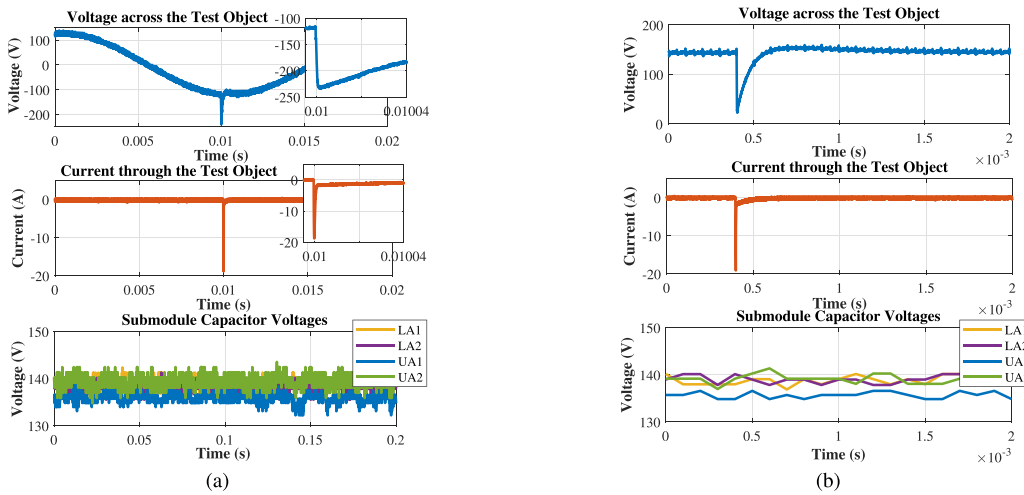 Voltage across the Test Object
Voltage (V)
100
0
-100
-200
0
0.005
0.01
0.015
0.02
Time (s)
-100
-150
-200
-250
0.01
0.01004
Current through the Test Object
Current (A)
0
-10
-20
0
0.005
0.01
0.015
0.02
Time (s)
0
-10
-20
0.01
0.01004
Submodule Capacitor Voltages
Voltage (V)
150
140
130
0
0.05
0.1
0.15
0.2
Time (s)
LA1
LA2
UA1
UA2
(a)
Voltage across the Test Object
Voltage (V)
200
100
0
0
0.5
1
1.5
2
Time (s)
×10⁻³
Current through the Test Object
Current (A)
0
-10
-20
0
0.5
1
1.5
2
Time (s)
×10⁻³
Submodule Capacitor Voltages
Voltage (V)
150
140
130
0
0.5
1
1.5
2
Time (s)
×10⁻³
LA
LA2
UA
UA
(b)